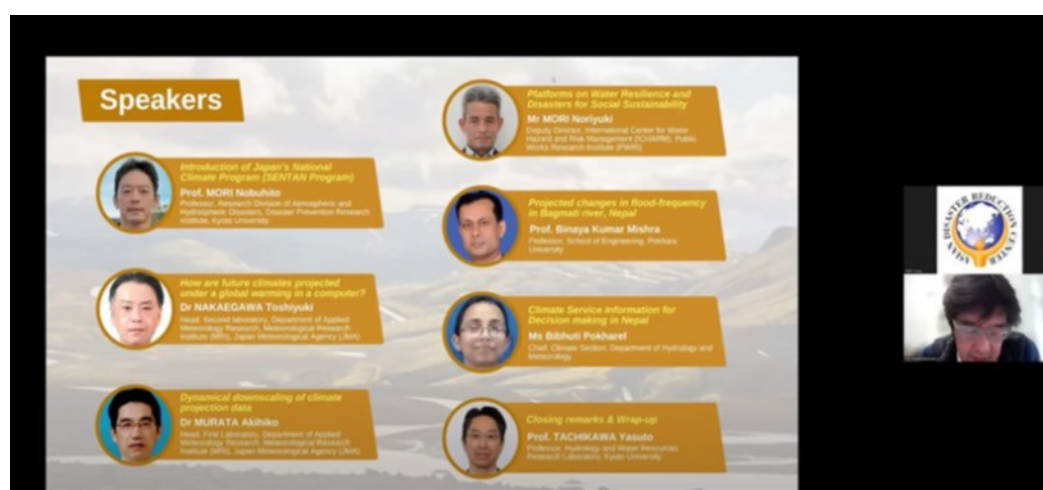 Speakers
Introduction of Japan's National
Climate Program (SENTAN Program)
Prof. MORI Nobuhito
Professor, Research Division of Atmospheric and
Hydrospheric Disasters, Disaster Prevention Research
Institute, Kyoto University
How are future climates projected
under a global warming in a computer?
Dr NAKAEGAWA Toshiyuki
Head, Second laboratory, Department of Applied
Meteorology Research, Meteorological Research
Institute (MRI), Japan Meteorological Agency (JMA)
Dynamical downscaling of climate
projection data
Dr MURATA Akihiko
Head, First Laboratory, Department of Applied
Meteorology Research, Meteorological Research
Institute (MRI), Japan Meteorological Agency (JMA)
Platforms on Water Resilience and
Disasters for Social Sustainability
Mr MORI Noriyuki
Deputy Director, International Center for Water
Hazard and Risk Management (ICHARM), Public
Works Research Institute (PWRI)
Projected changes in flood-frequency
in Bagmati river, Nepal
Prof. Binaya Kumar Mishra
Professor, School of Engineering, Pokhara
University
Climate Service Information for
Decision making in Nepal
Ms Bibhuti Pokharel
Chief, Climate Section, Department of Hydrology and
Meteorology
Closing remarks & Wrap-up
Prof. TACHIKAWA Yasuto
Professor, Hydrology and Water Resources
Research Laboratory, Kyoto University
ASIAN DISASTER REDUCTION CENTER